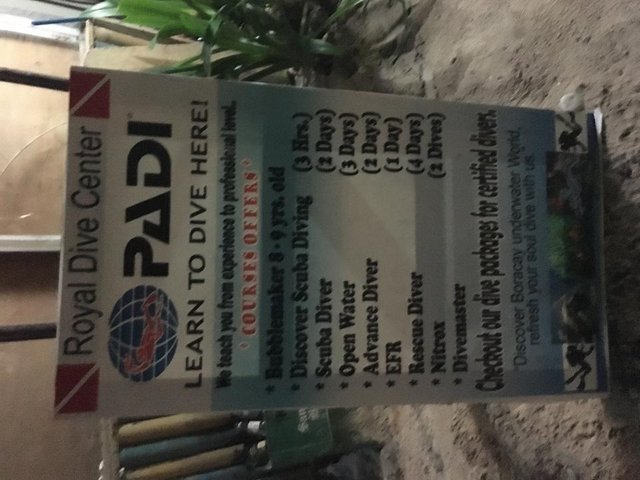 Royal Dive Center
PADI
LEARN TO DIVE HERE!
We teach you from experience to professional level.
* COURSES OFFERS *
* Bubblemaker 8 - 9 yrs. old
* Discover Scuba Diving (3 Hrs.)
* Scuba Diver (2 Days)
* Open Water (3 Days)
* Advance Diver (2 Days)
* EFR (1 Day)
* Rescue Diver (4 Days)
* Nitrox (2 Dives)
* Divemaster
Checkout our dive packages for certified divers.
"Discover Boracay underwater World,
refresh your soul dive with us.